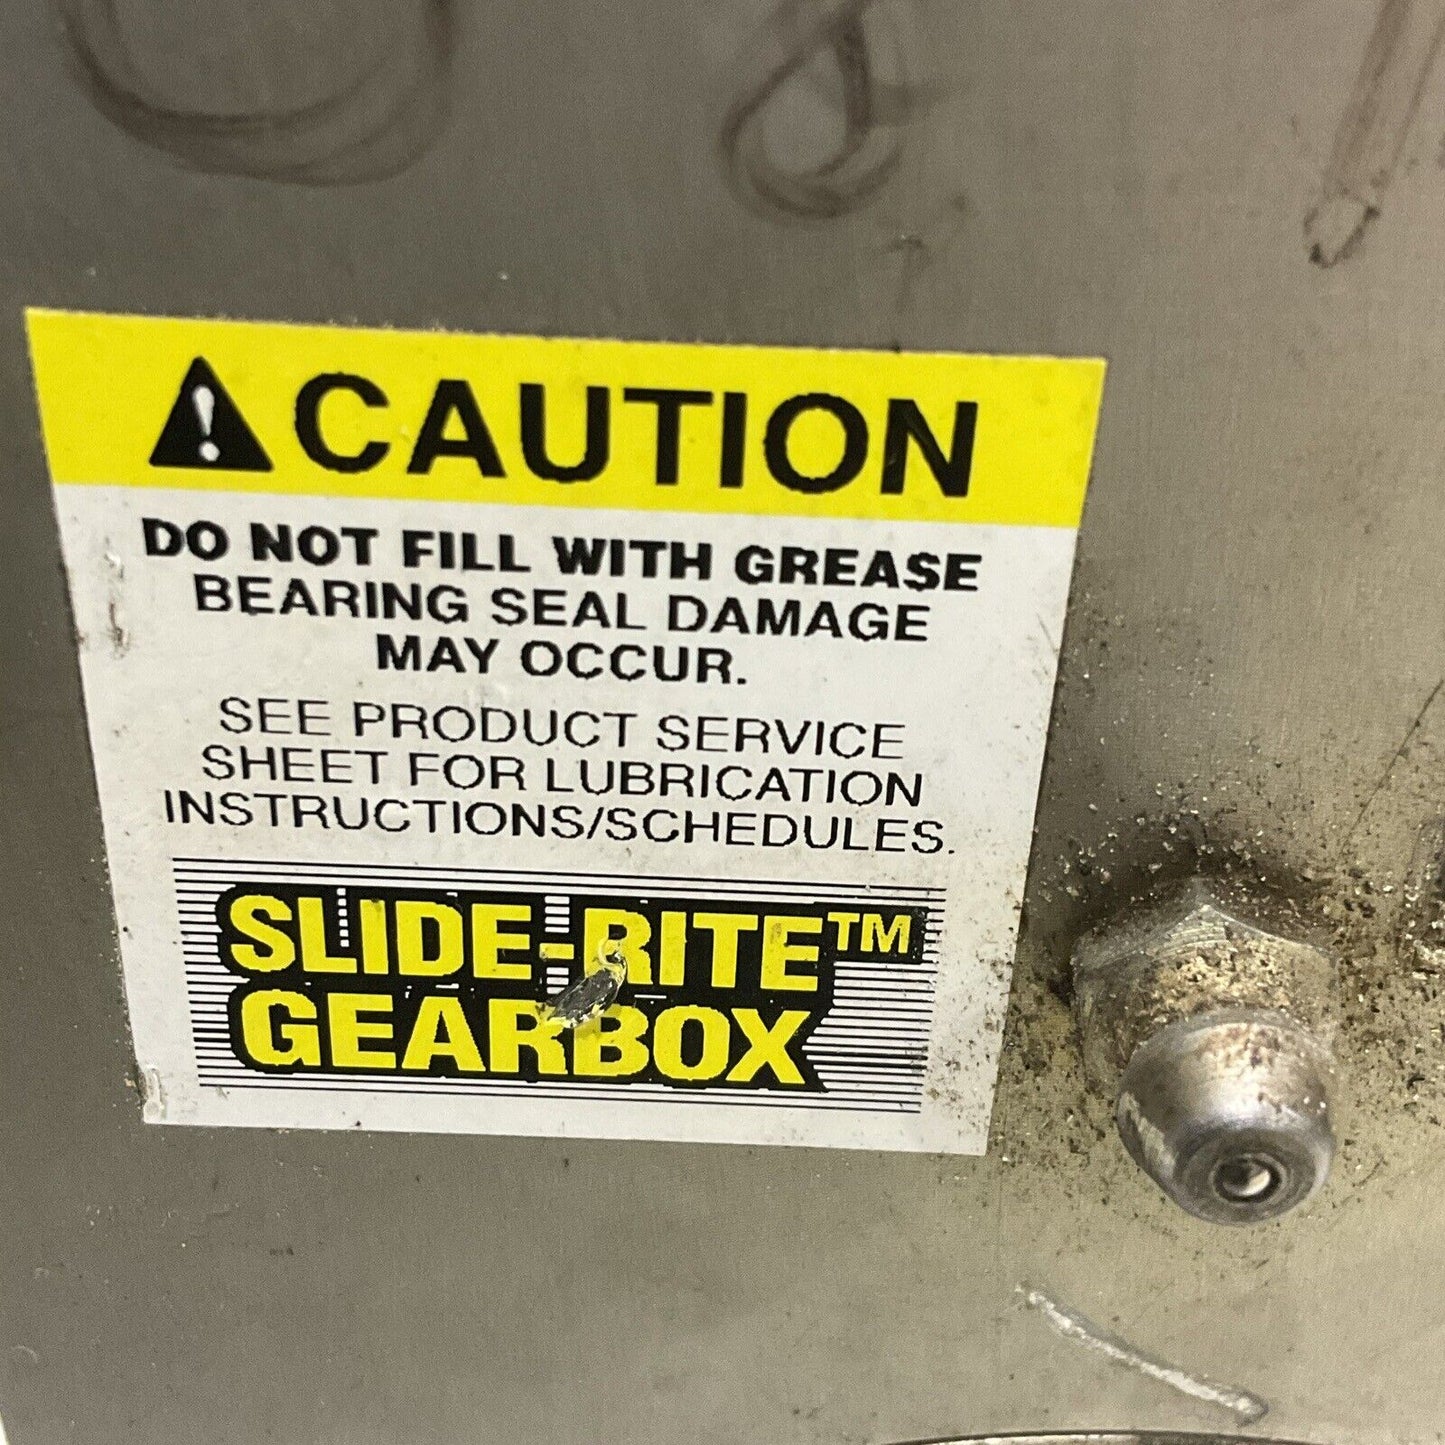 CAUTION
DO NOT FILL WITH GREASE
BEARING SEAL DAMAGE
MAY OCCUR.
SEE PRODUCT SERVICE
SHEET FOR LUBRICATION
INSTRUCTIONS/SCHEDULES.
SLIDE-RITE™
GEARBOX